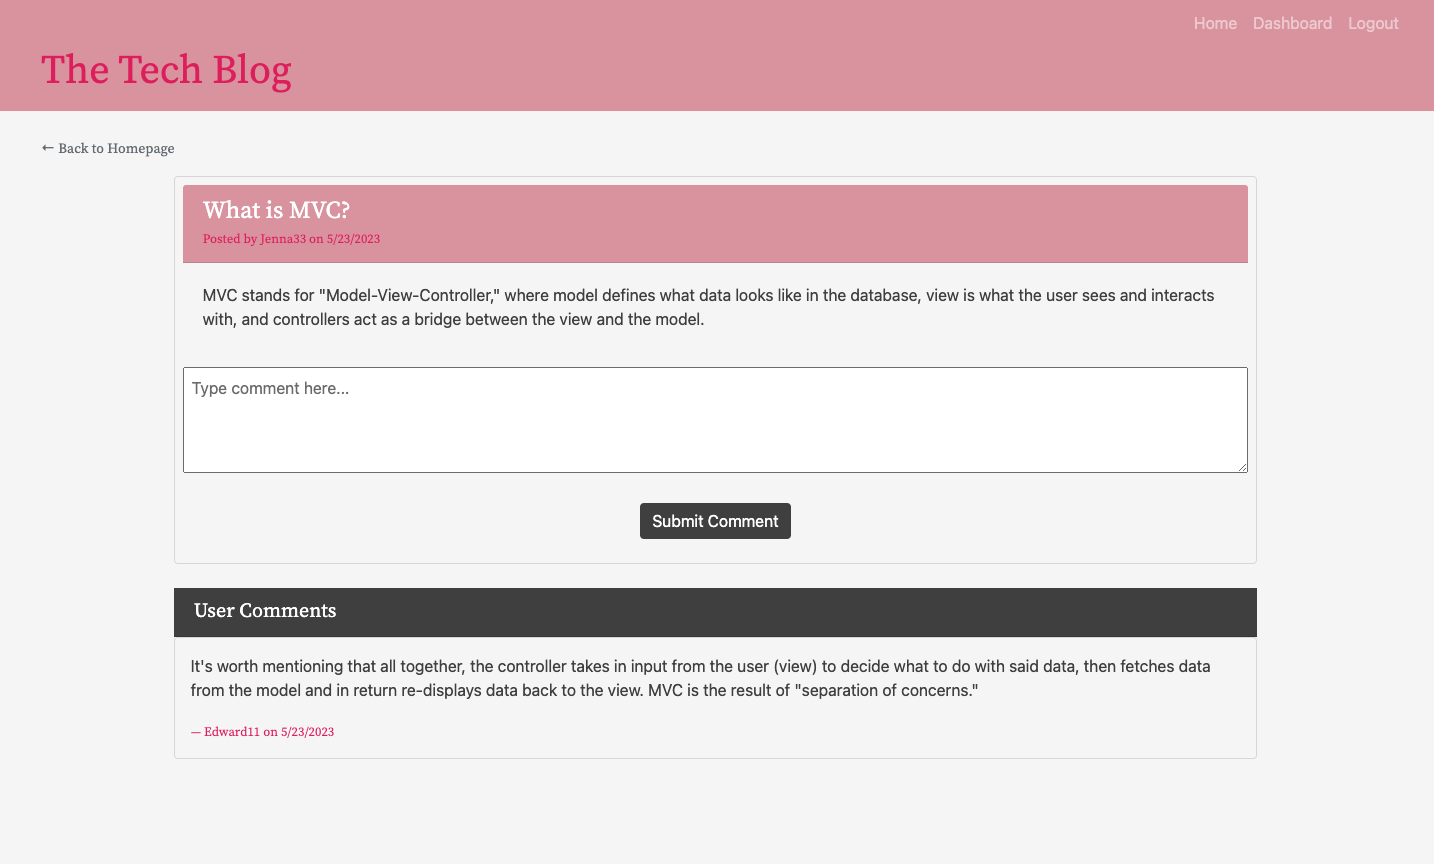 Home Dashboard Logout
The Tech Blog
← Back to Homepage
What is MVC?
Posted by Jenna33 on 5/23/2023
MVC stands for "Model-View-Controller," where model defines what data looks like in the database, view is what the user sees and interacts
with, and controllers act as a bridge between the view and the model.
Type comment here...
Submit Comment
User Comments
It's worth mentioning that all together, the controller takes in input from the user (view) to decide what to do with said data, then fetches data
from the model and in return re-displays data back to the view. MVC is the result of "separation of concerns."
— Edward11 on 5/23/2023